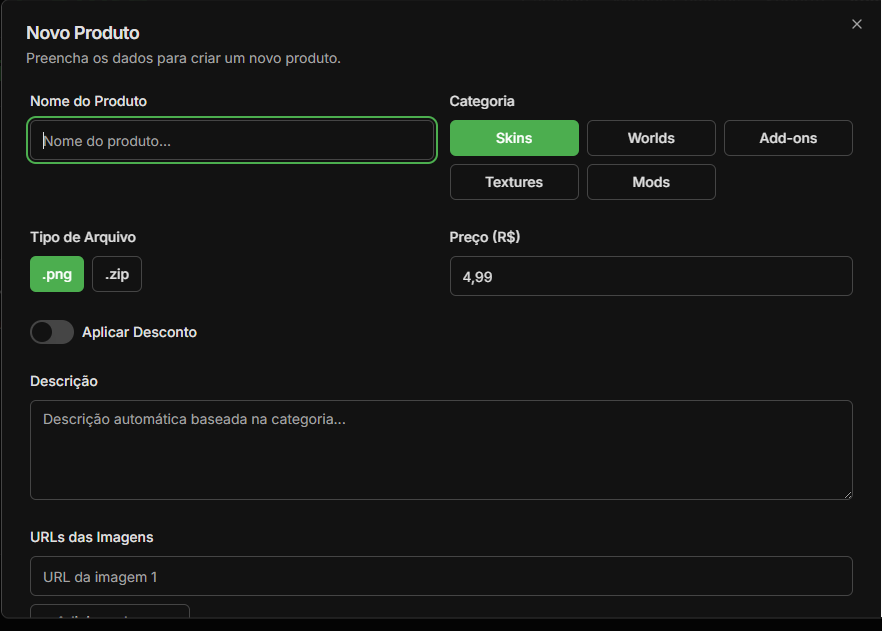 Novo Produto
Preencha os dados para criar um novo produto.
Nome do Produto
Nome do produto...
Categoria
Skins
Worlds
Add-ons
Textures
Mods
Tipo de Arquivo
.png
.zip
Preço (R$)
4,99
Aplicar Desconto
Descrição
Descrição automática baseada na categoria...
URLs das Imagens
URL da imagem 1